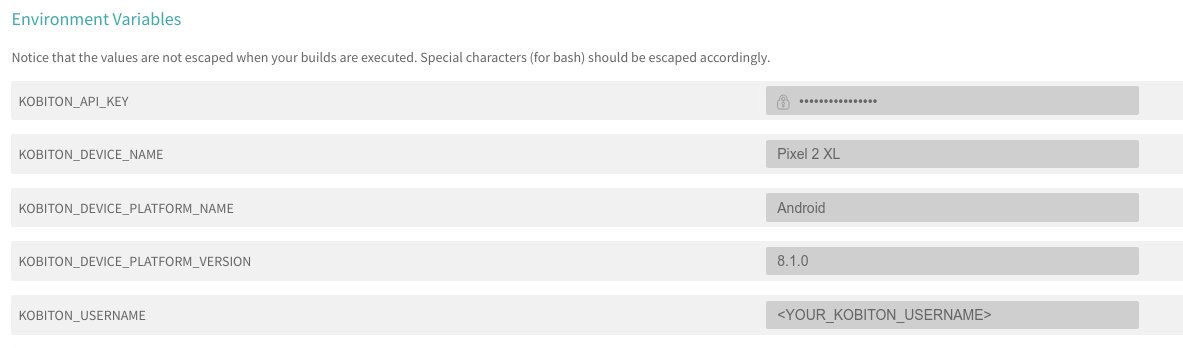 Environment Variables
Notice that the values are not escaped when your builds are executed. Special characters (for bash) should be escaped accordingly.
KOBITON_API_KEY ••••••••••••••••
KOBITON_DEVICE_NAME Pixel 2 XL
KOBITON_DEVICE_PLATFORM_NAME Android
KOBITON_DEVICE_PLATFORM_VERSION 8.1.0
KOBITON_USERNAME <YOUR_KOBITON_USERNAME>